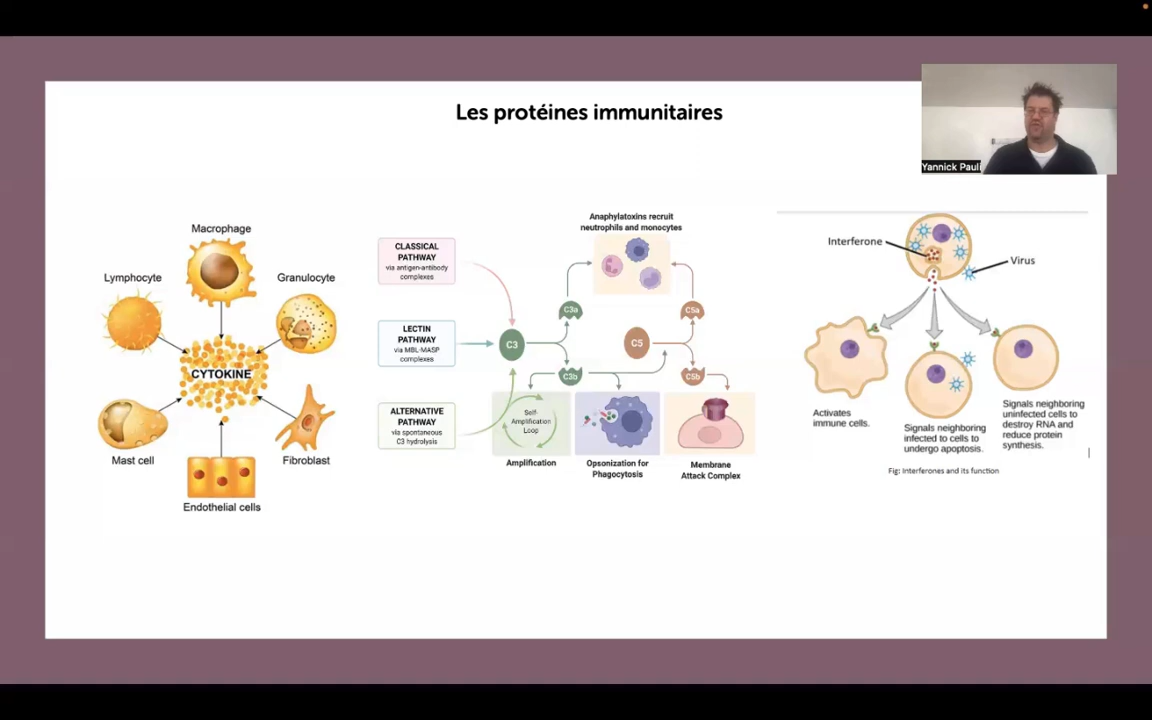 Les protéines immunitaires
Yannick Pauli
Macrophage
Lymphocyte
Granulocyte
CYTOKINE
Mast cell
Fibroblast
Endothelial cells
Anaphylatoxins recruit
neutrophils and monocytes
CLASSICAL
PATHWAY
via antigen-antibody
complexes
LECTIN
PATHWAY
via MBL-MASP
complexes
ALTERNATIVE
PATHWAY
via spontaneous
C3 hydrolysis
C3
C3a
C3b
C5
C5a
C5b
Self-
Amplification
Loop
Amplification
Opsonization for
Phagocytosis
Membrane
Attack Complex
Interferone
Virus
Activates
immune cells.
Signals neighboring
infected to cells to
undergo apoptosis.
Signals neighboring
uninfected cells to
destroy RNA and
reduce protein
synthesis.
Fig: Interferones and its function